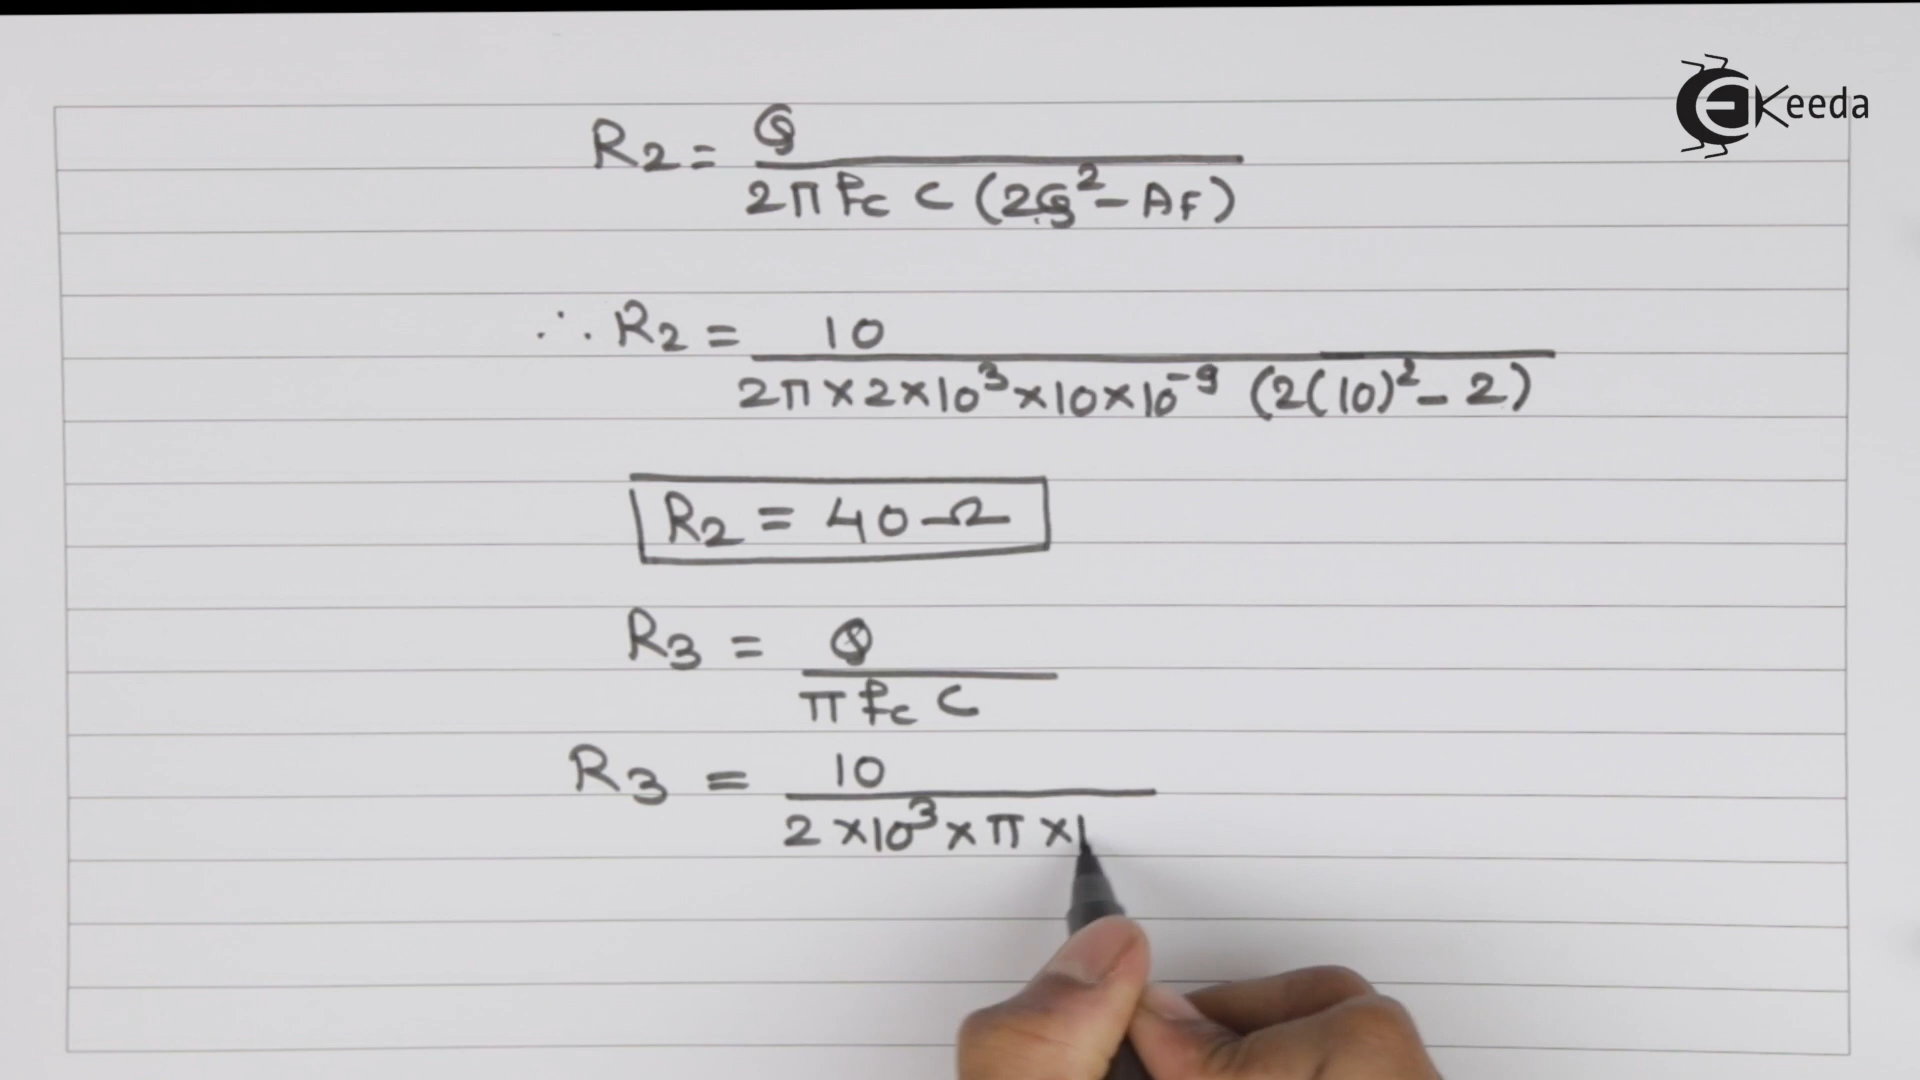 Keeda
R2 = Q / 2π Fc C (2Q² - AF)
∴ R2 = 10 / 2π × 2 × 10³ × 10 × 10⁻⁹ (2(10)² - 2)
R2 = 40 Ω
R3 = Q / π Fc C
R3 = 10 / 2 × 10³ × π × 1